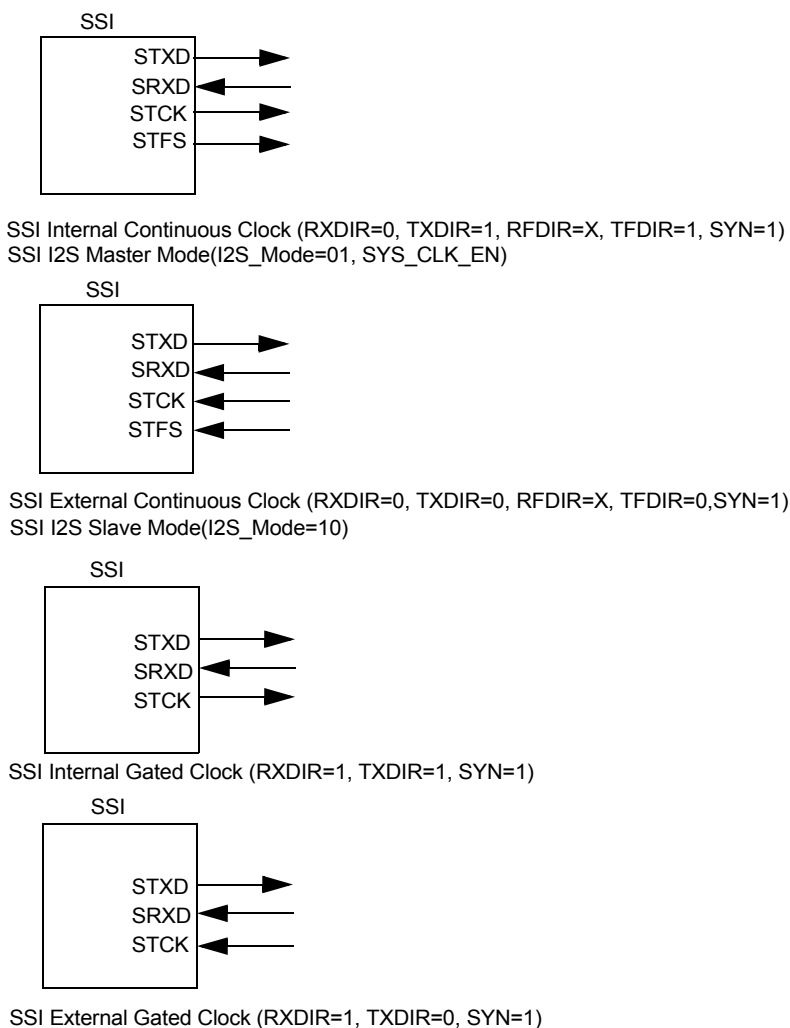 SSI
STXD
SRXD
STCK
STFS
SSI Internal Continuous Clock (RXDIR=0, TXDIR=1, RFDIR=X, TFDIR=1, SYN=1)
SSI I2S Master Mode(I2S_Mode=01, SYS_CLK_EN)
SSI
STXD
SRXD
STCK
STFS
SSI External Continuous Clock (RXDIR=0, TXDIR=0, RFDIR=X, TFDIR=0,SYN=1)
SSI I2S Slave Mode(I2S_Mode=10)
SSI
STXD
SRXD
STCK
SSI Internal Gated Clock (RXDIR=1, TXDIR=1, SYN=1)
SSI
STXD
SRXD
STCK
SSI External Gated Clock (RXDIR=1, TXDIR=0, SYN=1)